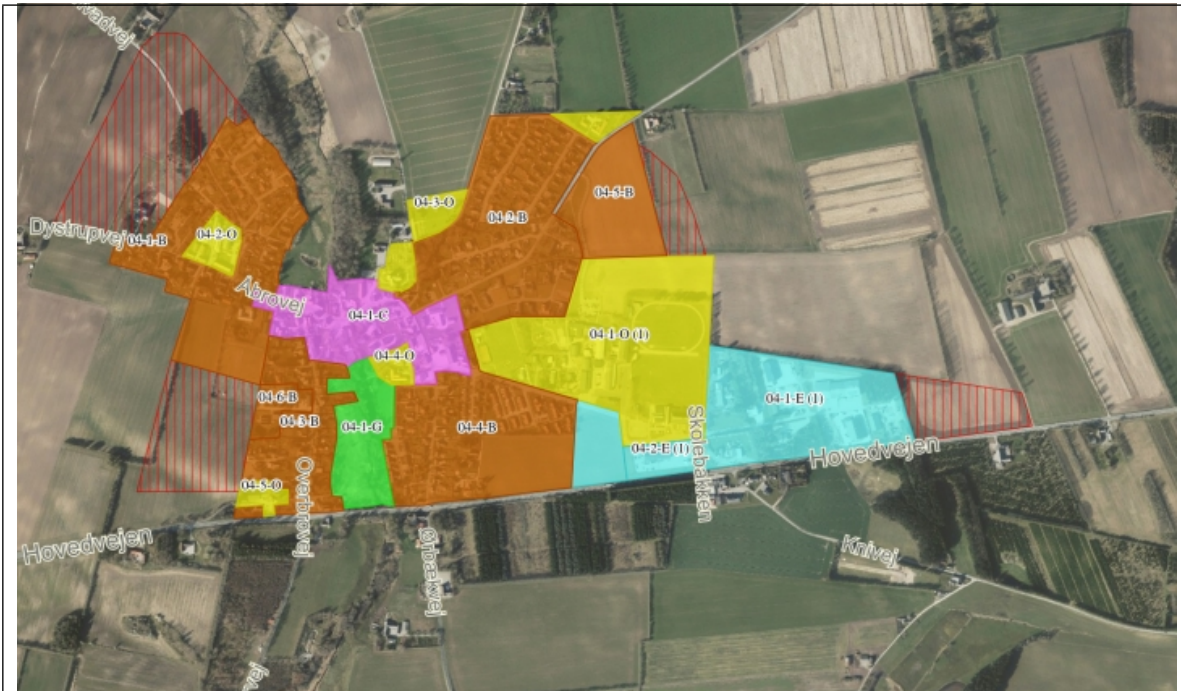 Dystrupvej
04-1-B
04-2-O
04-3-O
04-2-B
04-5-B
Åbrovej
04-1-C
04-4-O
04-1-O (1)
04-6-B
04-3-B
04-1-G
04-4-B
04-1-E (1)
04-2-E (1)
Skolebakken
Hovedvejen
04-5-O
Overbrovej
Hovedvejen
Ørbækvej
Knivej